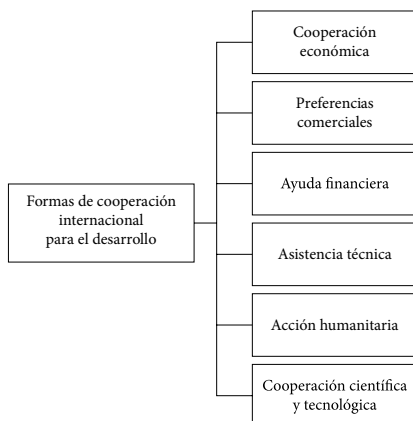 Cooperación
económica
Preferencias
comerciales
Ayuda financiera
Formas de cooperación
internacional
para el desarrollo
Asistencia técnica
Acción humanitaria
Cooperación científica
y tecnológica